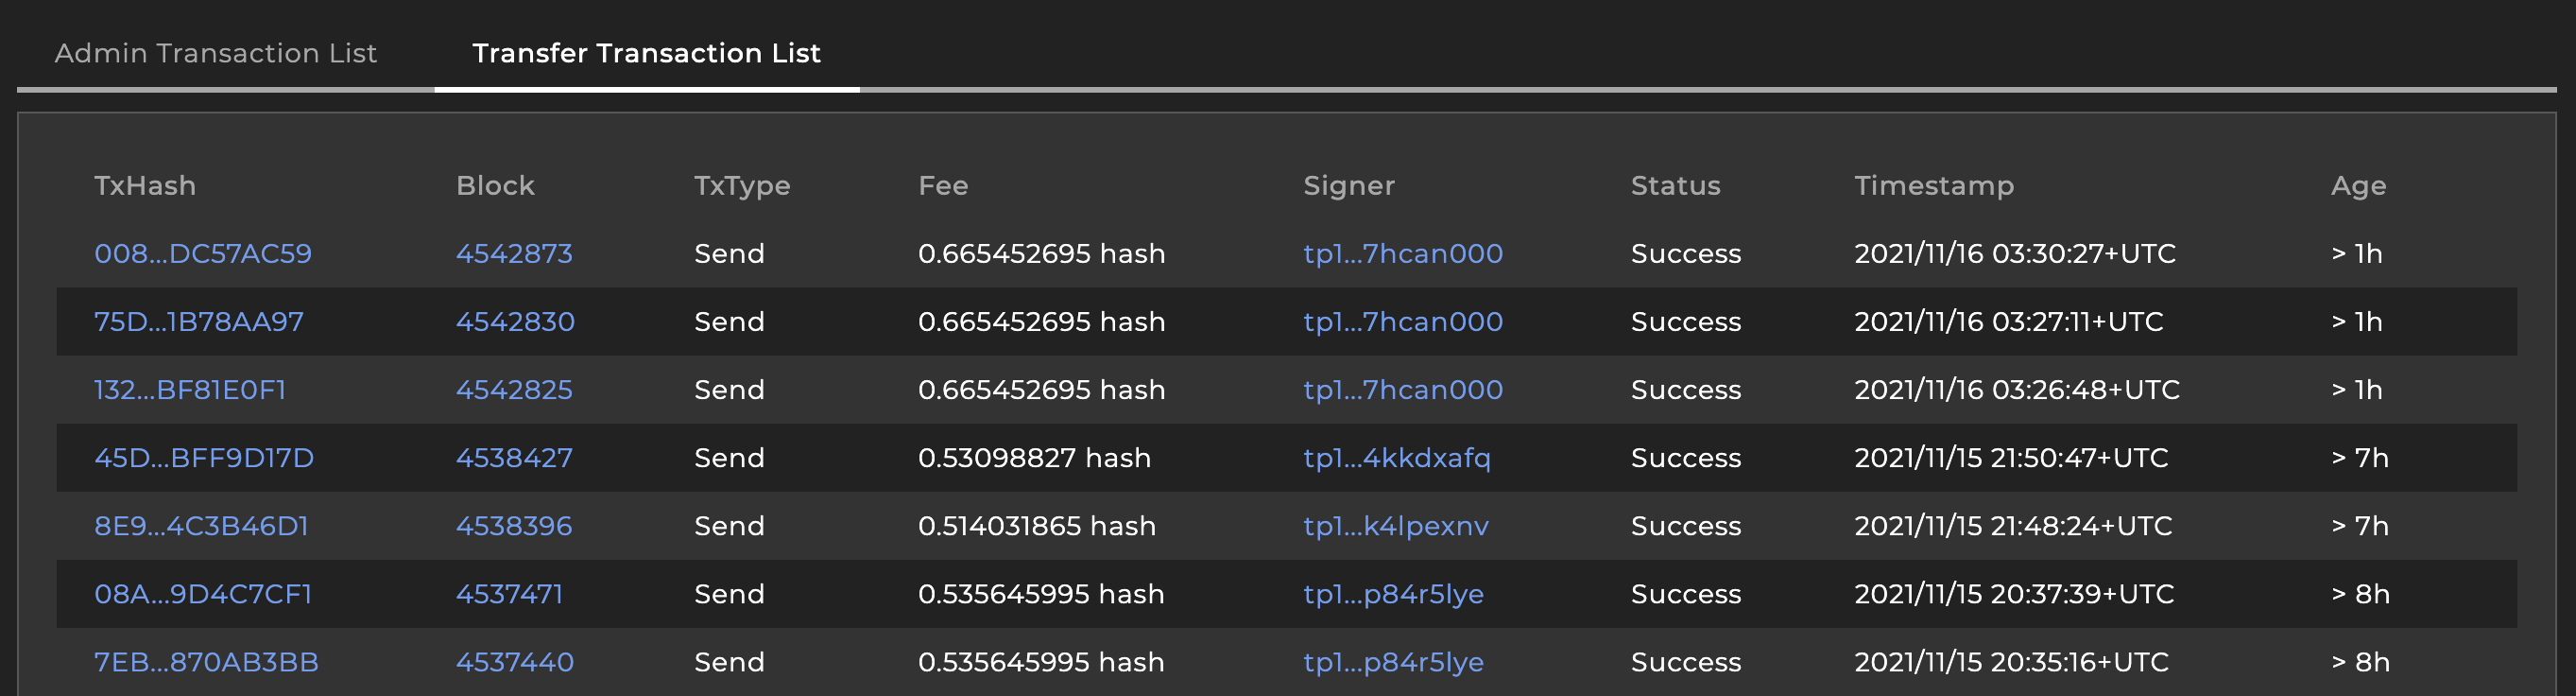 Admin Transaction List Transfer Transaction List
TxHash Block TxType Fee Signer Status Timestamp Age
008...DC57AC59 4542873 Send 0.665452695 hash tp1...7hcan000 Success 2021/11/16 03:30:27+UTC > 1h
75D...1B78AA97 4542830 Send 0.665452695 hash tp1...7hcan000 Success 2021/11/16 03:27:11+UTC > 1h
132...BF81E0F1 4542825 Send 0.665452695 hash tp1...7hcan000 Success 2021/11/16 03:26:48+UTC > 1h
45D...BFF9D17D 4538427 Send 0.53098827 hash tp1...4kkdxafq Success 2021/11/15 21:50:47+UTC > 7h
8E9...4C3B46D1 4538396 Send 0.514031865 hash tp1...k4lpexnv Success 2021/11/15 21:48:24+UTC > 7h
08A...9D4C7CF1 4537471 Send 0.535645995 hash tp1...p84r5lye Success 2021/11/15 20:37:39+UTC > 8h
7EB...870AB3BB 4537440 Send 0.535645995 hash tp1...p84r5lye Success 2021/11/15 20:35:16+UTC > 8h